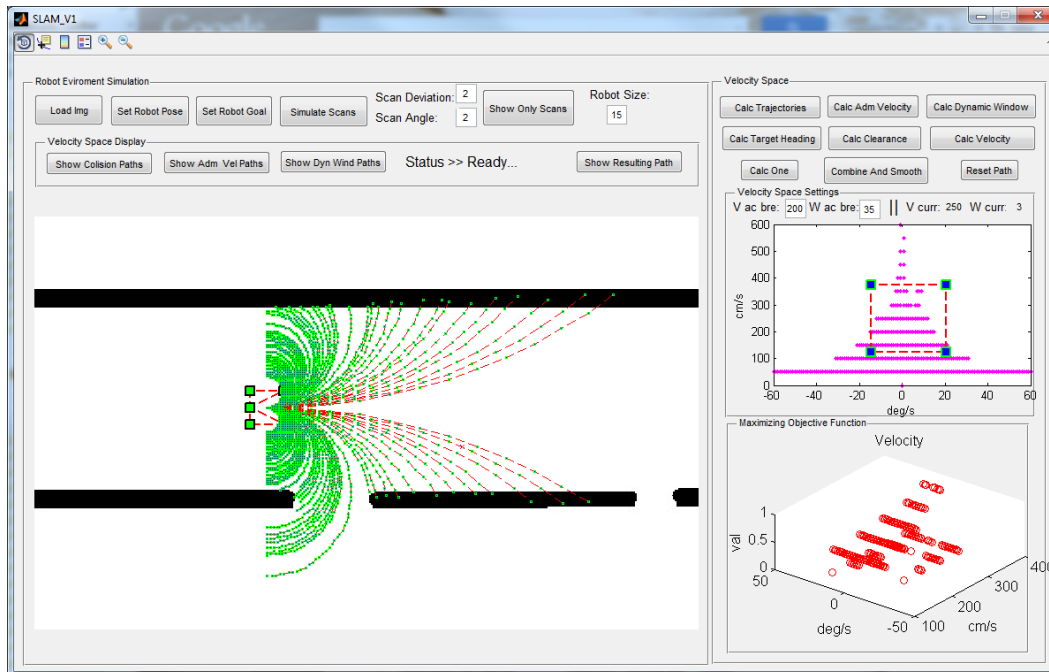 SLAM_V1
Robot Eviroment Simulation
Load Img Set Robot Pose Set Robot Goal Simulate Scans Scan Deviation: 2 Scan Angle: 2 Show Only Scans Robot Size: 15
Velocity Space Display
Show Colision Paths Show Adm Vel Paths Show Dyn Wind Paths Status >> Ready... Show Resulting Path
Velocity Space
Calc Trajectories Calc Adm Velocity Calc Dynamic Window
Calc Target Heading Calc Clearance Calc Velocity
Calc One Combine And Smooth Reset Path
Velocity Space Settings
V ac bre: 200 W ac bre: 35 || V curr: 250 W curr: 3
600
500
400
300
200
100
0
cm/s
-60 -40 -20 0 20 40 60
deg/s
Maximizing Objective Function
Velocity
1
0.5
0
val
50 0 -50
deg/s
100 200 300 400
cm/s